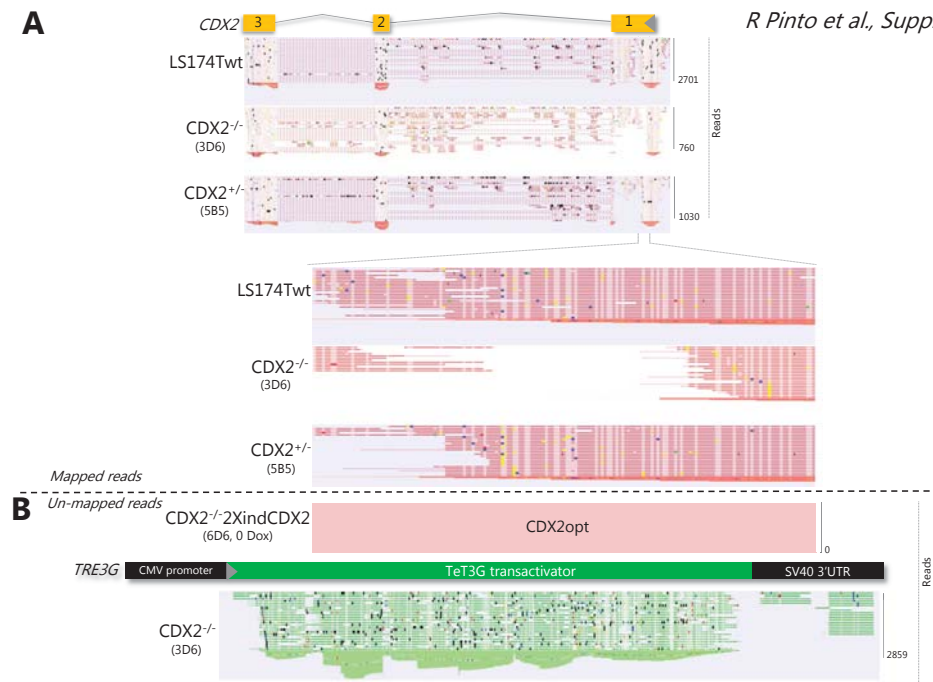 A
R Pinto et al., Supp
CDX2
3
2
1
LS174Twt
2701
CDX2-/-
(3D6)
760
CDX2+/-
(5B5)
1030
Reads
LS174Twt
CDX2-/-
(3D6)
CDX2+/-
(5B5)
Mapped reads
B
Un-mapped reads
CDX2-/-2XindCDX2
(6D6, 0 Dox)
CDX2opt
0
TRE3G
CMV promoter
TeT3G transactivator
SV40 3'UTR
Reads
CDX2-/-
(3D6)
2859